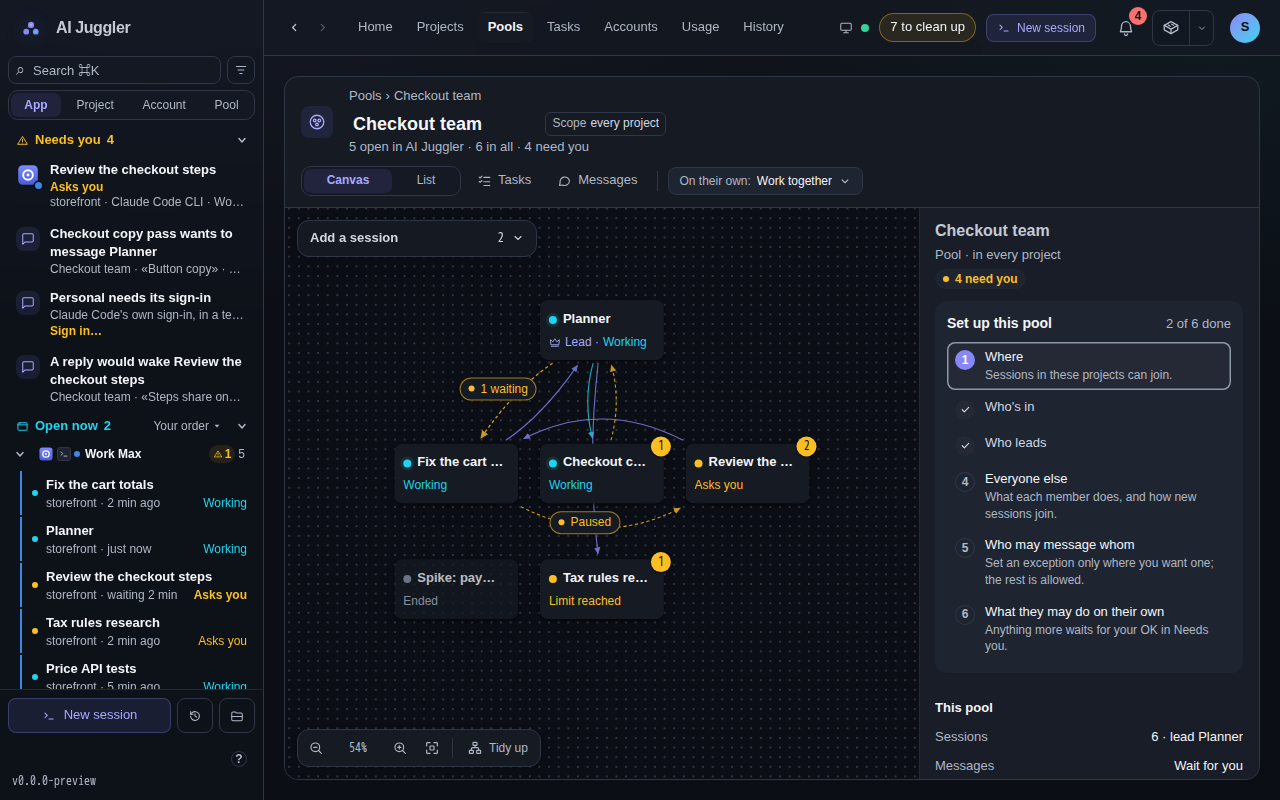 AI Juggler
Search ⌘K
App Project Account Pool
Needs you 4
Review the checkout steps
Asks you
storefront · Claude Code CLI · Wo…
Checkout copy pass wants to
message Planner
Checkout team · «Button copy» · …
Personal needs its sign-in
Claude Code's own sign-in, in a te…
Sign in…
A reply would wake Review the
checkout steps
Checkout team · «Steps share on…
Open now 2 Your order
Work Max 1 5
Fix the cart totals
storefront · 2 min ago Working
Planner
storefront · just now Working
Review the checkout steps
storefront · waiting 2 min Asks you
Tax rules research
storefront · 2 min ago Asks you
Price API tests
storefront · 5 min ago Working
New session
?
v0.0.0-preview
Home Projects Pools Tasks Accounts Usage History
7 to clean up
New session
4
S
Pools › Checkout team
Checkout team
Scope every project
5 open in AI Juggler · 6 in all · 4 need you
Canvas List Tasks Messages
On their own: Work together
Add a session 2
Planner
Lead · Working
1 waiting
Fix the cart …
Working
1
Checkout c…
Working
2
Review the …
Asks you
Paused
Spike: pay…
Ended
1
Tax rules re…
Limit reached
54%
Tidy up
Checkout team
Pool · in every project
4 need you
Set up this pool 2 of 6 done
1 Where
Sessions in these projects can join.
Who's in
Who leads
4 Everyone else
What each member does, and how new
sessions join.
5 Who may message whom
Set an exception only where you want one;
the rest is allowed.
6 What they may do on their own
Anything more waits for your OK in Needs
you.
This pool
Sessions 6 · lead Planner
Messages Wait for you